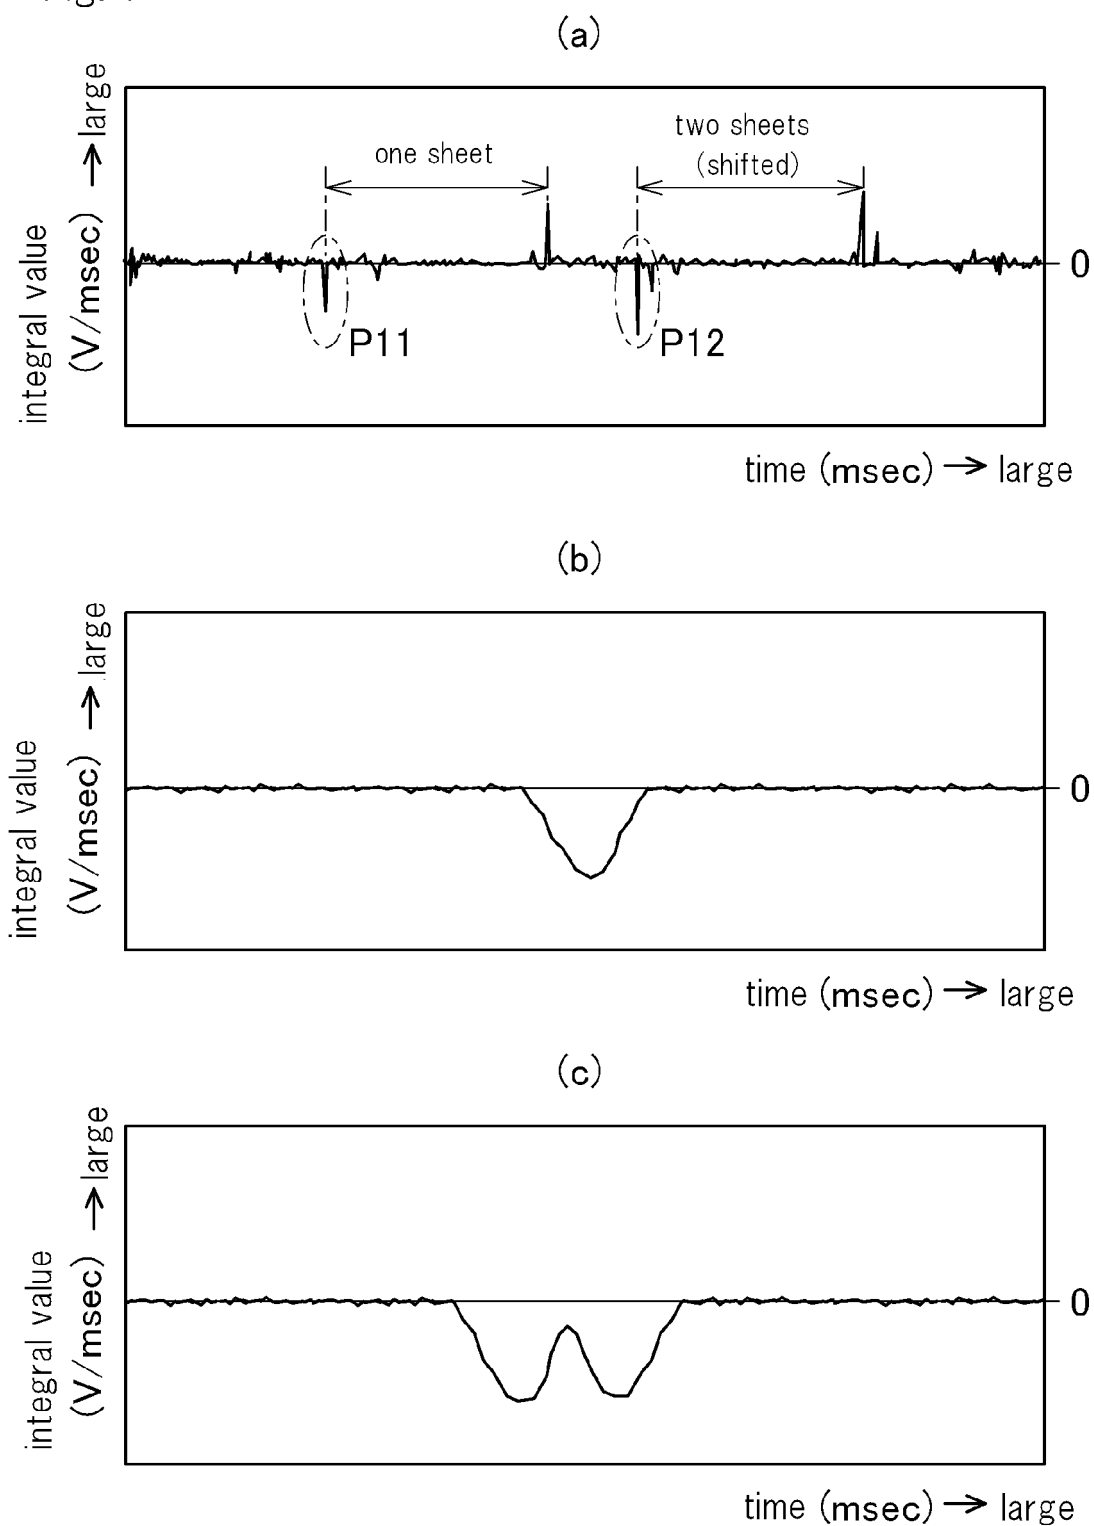 (a)
integral value
(V/msec) → large
one sheet
two sheets
(shifted)
0
P11
P12
time (msec) → large
(b)
integral value
(V/msec) → large
0
time (msec) → large
(c)
integral value
(V/msec) → large
0
time (msec) → large